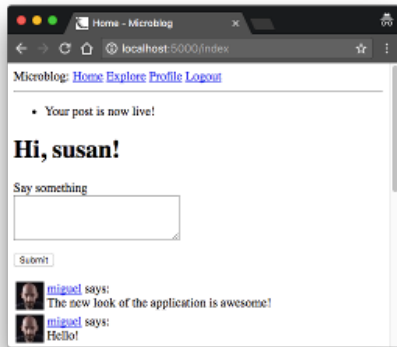 Home - Microblog
localhost:5000/index
Microblog: Home Explore Profile Logout
Your post is now live!
Hi, susan!
Say something
Submit
miguel says:
The new look of the application is awesome!
miguel says:
Hello!